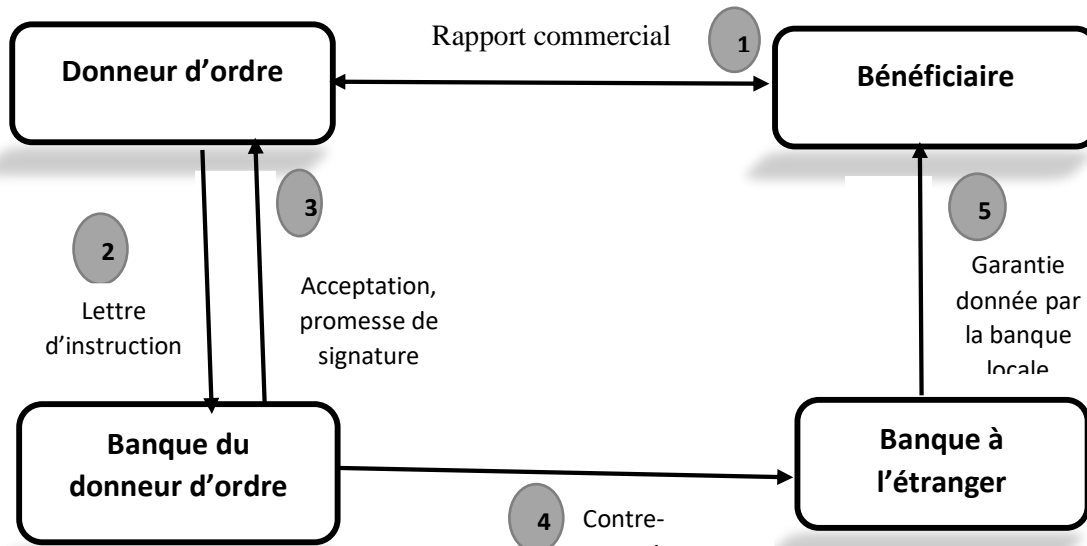 Rapport commercial
1
Donneur d’ordre
Bénéficiaire
3
5
2
Garantie
donnée par
la banque
locale
Acceptation,
promesse de
signature
Lettre
d’instruction
Banque du
donneur d’ordre
Banque à
l’étranger
4
Contre-